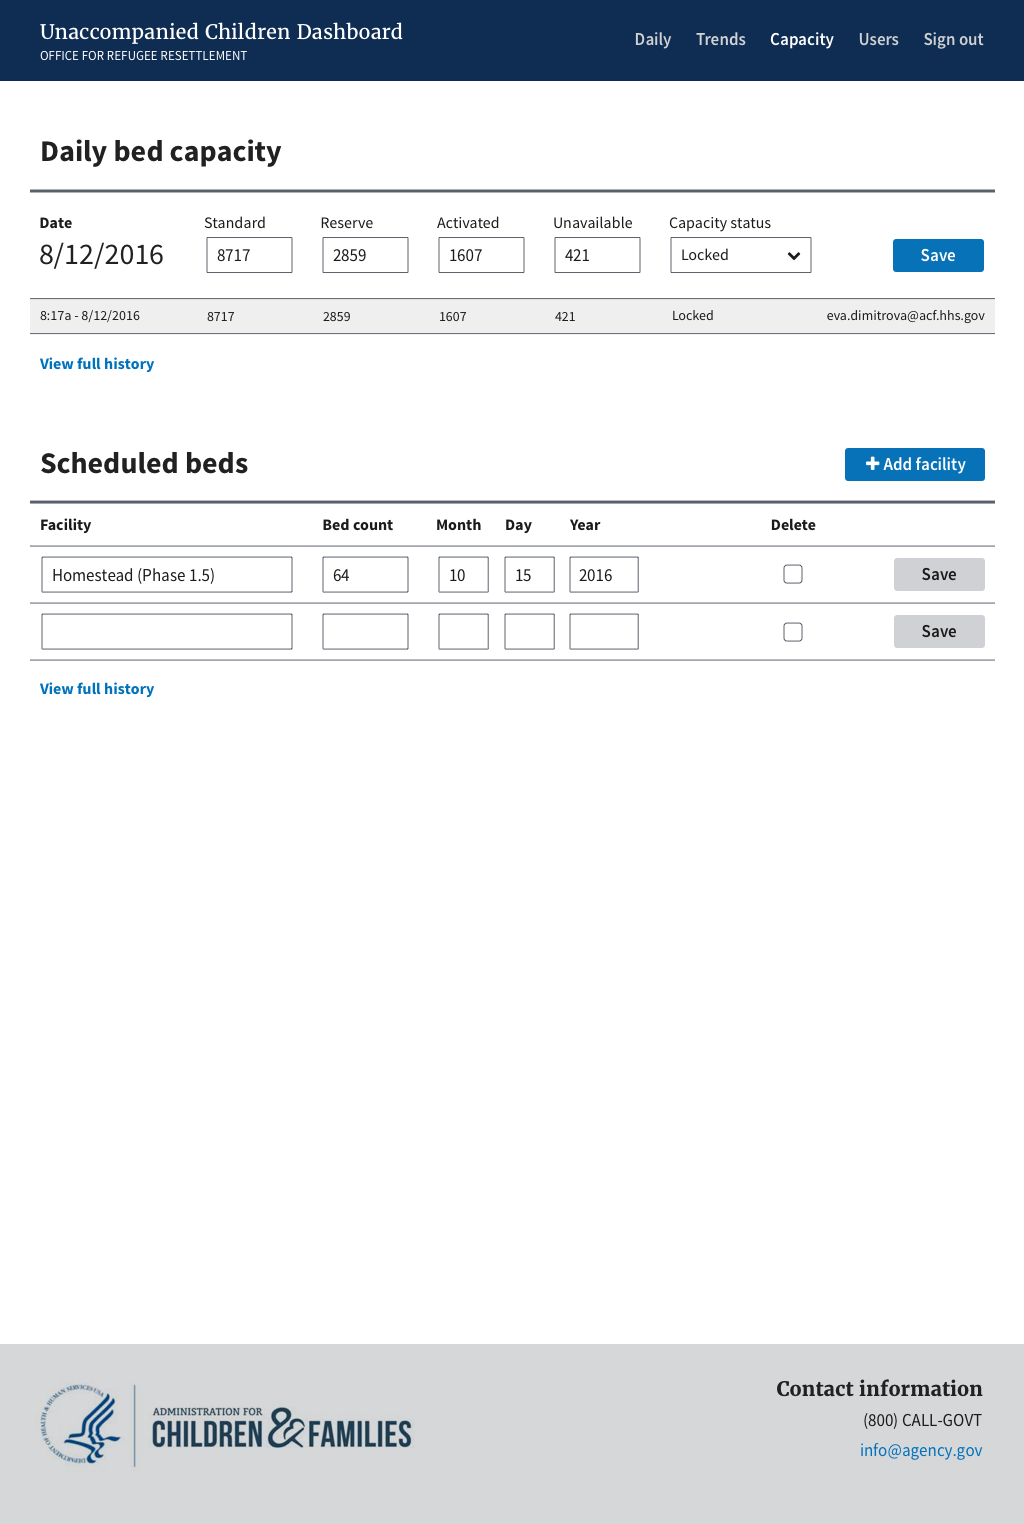 Unaccompanied Children Dashboard
OFFICE FOR REFUGEE RESETTLEMENT
Daily Trends Capacity Users Sign out
Daily bed capacity
Date Standard Reserve Activated Unavailable Capacity status
8/12/2016 8717 2859 1607 421 Locked Save
8:17a - 8/12/2016 8717 2859 1607 421 Locked eva.dimitrova@acf.hhs.gov
View full history
Scheduled beds
Add facility
Facility Bed count Month Day Year Delete
Homestead (Phase 1.5) 64 10 15 2016 Save
Save
View full history
DEPARTMENT OF HEALTH & HUMAN SERVICES USA
ADMINISTRATION FOR
CHILDREN & FAMILIES
Contact information
(800) CALL-GOVT
info@agency.gov